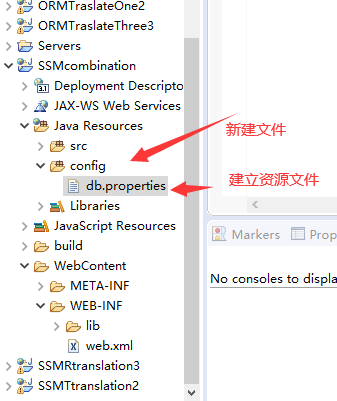 ORMTraslateOne2
ORMTraslateThree3
Servers
SSMcombination
Deployment Descripto
JAX-WS Web Services
Java Resources
新建文件
src
config
建立资源文件
db.properties
Libraries
JavaScript Resources
build
Markers
Prop
WebContent
META-INF
No consoles to displa
WEB-INF
lib
web.xml
SSMRtranslation3
SSMTtranslation2